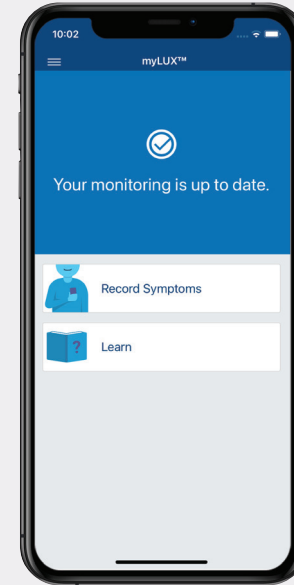 10:02
myLUX™
Your monitoring is up to date.
Record Symptoms
?
Learn